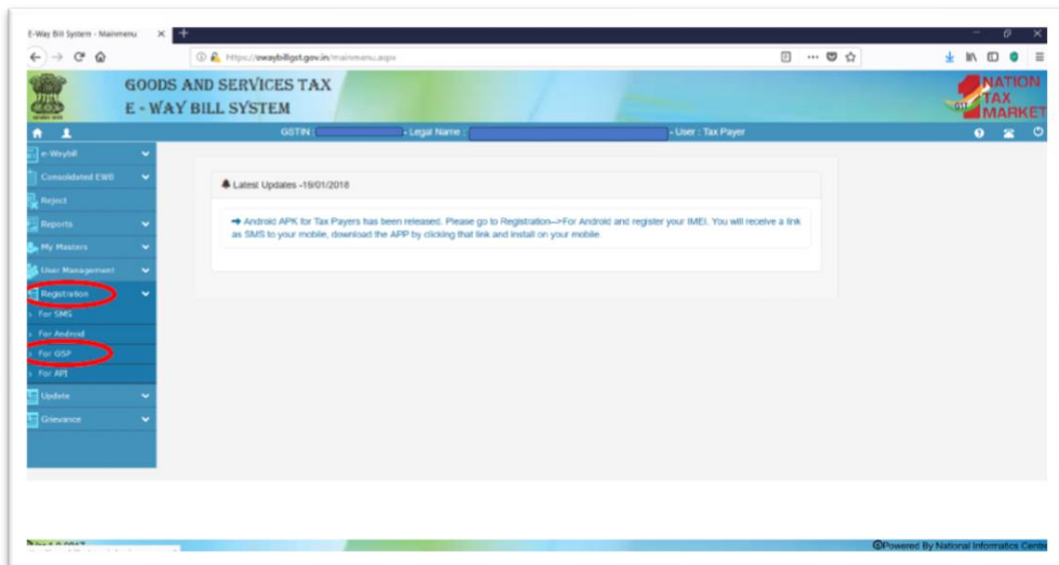 E-Way Bill System - Mainmenu
https://ewaybillgst.gov.in/mainmenu.aspx
GOODS AND SERVICES TAX
E - WAY BILL SYSTEM
NATION
TAX
MARKET
GST
GSTIN : - Legal Name : - User : Tax Payer
e-Waybill
Consolidated EWB
Reject
Reports
My Masters
User Management
Registration
For SMS
For Android
For GSP
For API
Update
Grievance
Latest Updates -19/01/2018
Android APK for Tax Payers has been released. Please go to Registration-->For Android and register your IMEI. You will receive a link
as SMS to your mobile, download the APP by clicking that link and install on your mobile.
Powered By National Informatics Centre